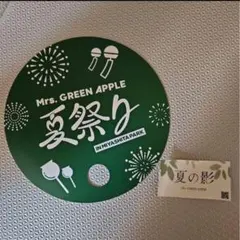 Mrs. GREEN APPLE
夏祭り
IN MIYASHITA PARK
夏の影